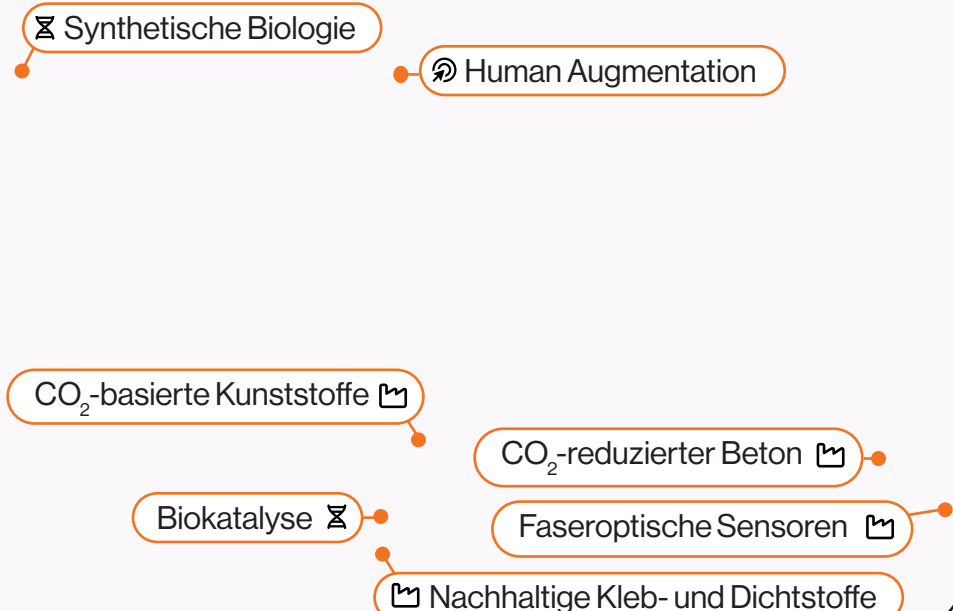 Synthetische Biologie
Human Augmentation
CO₂-basierte Kunststoffe
CO₂-reduzierter Beton
Biokatalyse
Faseroptische Sensoren
Nachhaltige Kleb- und Dichtstoffe